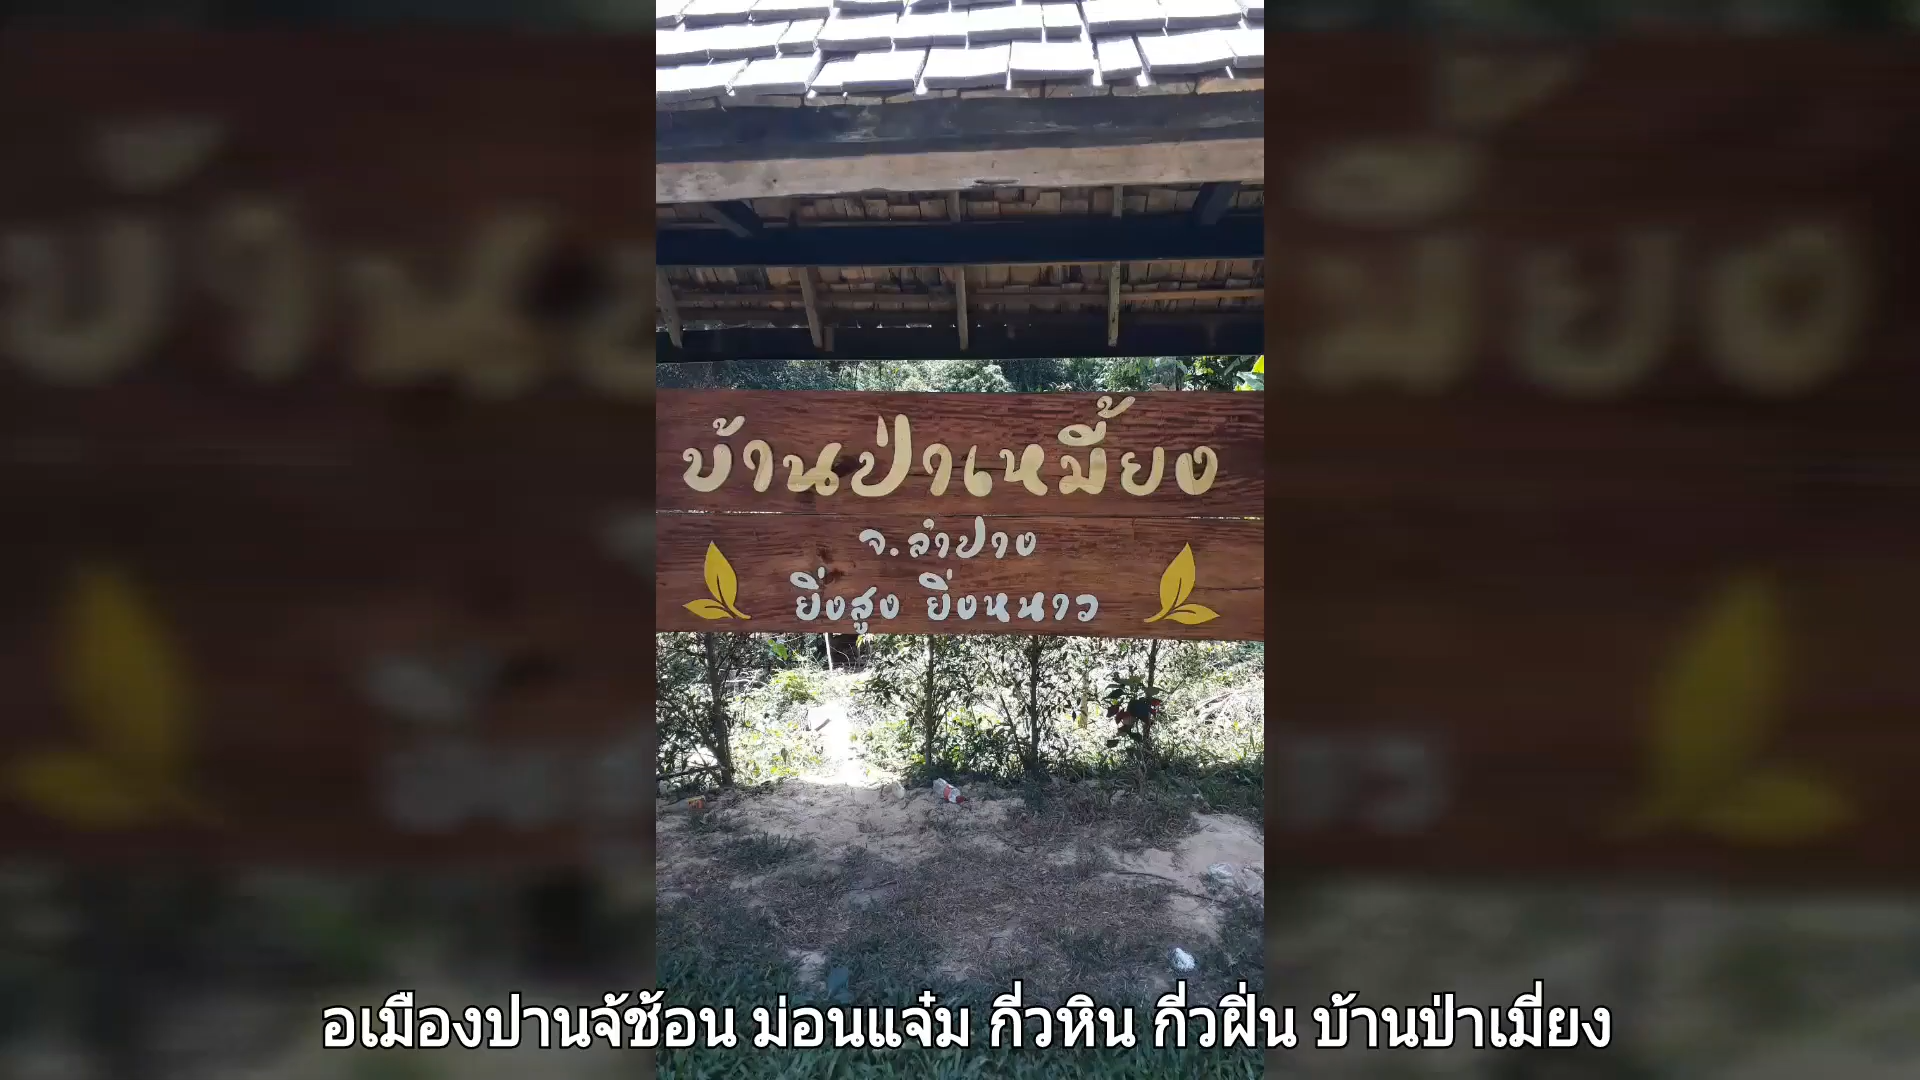 บ้านป่าเหมี้ยง
จ.ลำปาง
ยิ่งสูง ยิ่งหนาว
อเมืองปานจ้ช้อน ม่อนแจ๋ม กี่วหิน กี่วฝิ่น บ้านป่าเมี่ยง